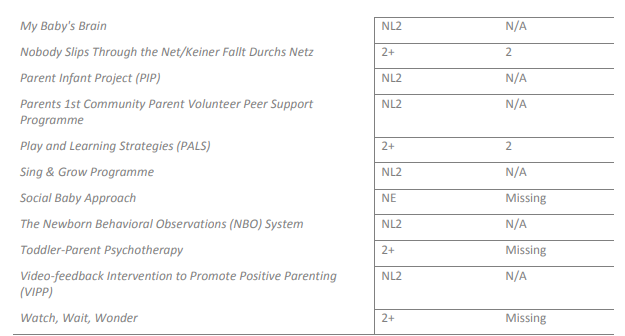 My Baby's Brain NL2 N/A
Nobody Slips Through the Net/Keiner Fallt Durchs Netz 2+ 2
Parent Infant Project (PIP) NL2 N/A
Parents 1st Community Parent Volunteer Peer Support NL2 N/A
Programme
Play and Learning Strategies (PALS) 2+ 2
Sing & Grow Programme NL2 N/A
Social Baby Approach NE Missing
The Newborn Behavioral Observations (NBO) System NL2 N/A
Toddler-Parent Psychotherapy 2+ Missing
Video-feedback Intervention to Promote Positive Parenting NL2 N/A
(VIPP)
Watch, Wait, Wonder 2+ Missing